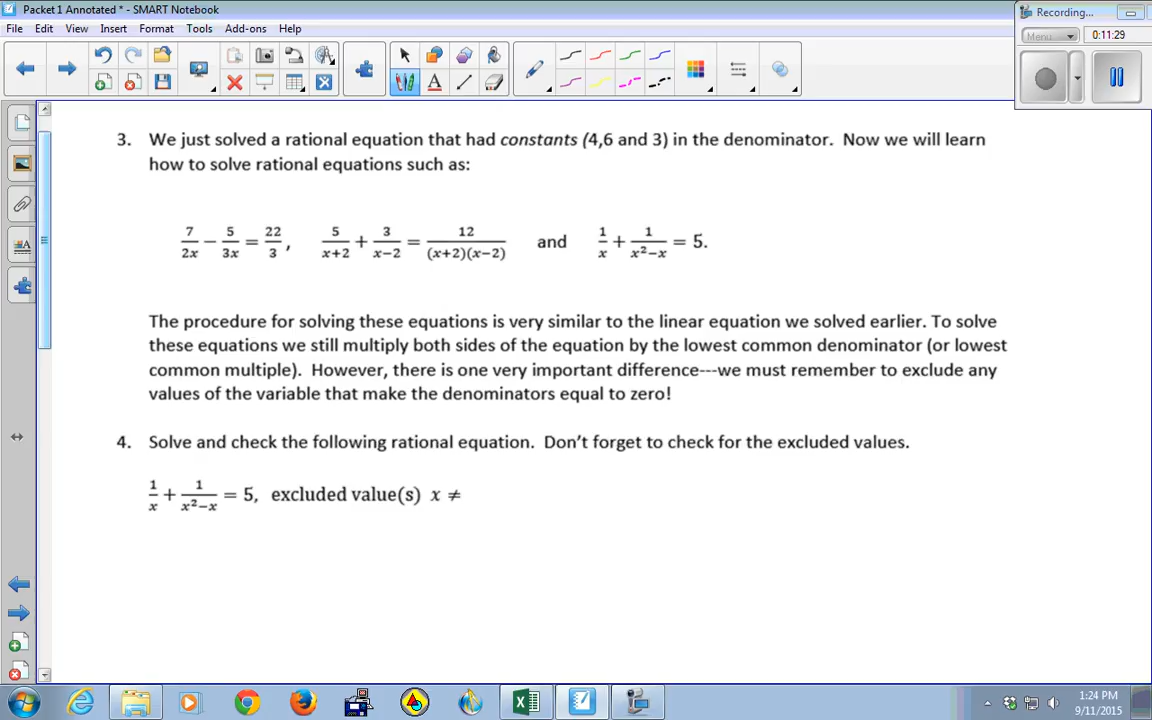 Packet 1 Annotated * - SMART Notebook
File Edit View Insert Format Tools Add-ons Help
Recording...
Menu
0:11:29
3. We just solved a rational equation that had constants (4,6 and 3) in the denominator. Now we will learn
how to solve rational equations such as:
7/2x − 5/3x = 22/3, 5/x+2 + 3/x−2 = 12/(x+2)(x−2) and 1/x + 1/x²−x = 5.
The procedure for solving these equations is very similar to the linear equation we solved earlier. To solve
these equations we still multiply both sides of the equation by the lowest common denominator (or lowest
common multiple). However, there is one very important difference---we must remember to exclude any
values of the variable that make the denominators equal to zero!
4. Solve and check the following rational equation. Don't forget to check for the excluded values.
1/x + 1/x²−x = 5, excluded value(s) x ≠
1:24 PM
9/11/2015